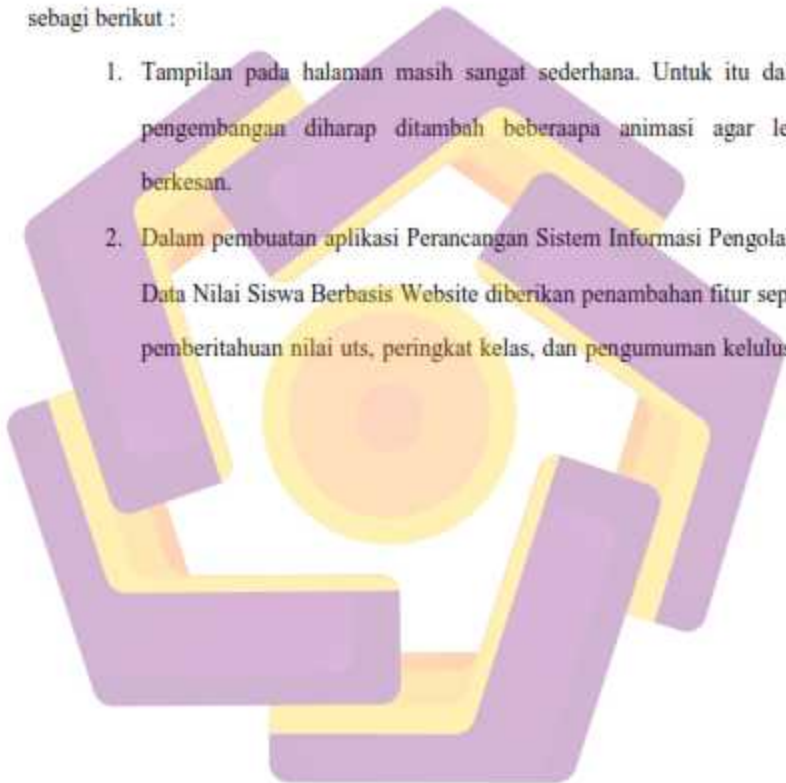 sebagi berikut :
1. Tampilan pada halaman masih sangat sederhana. Untuk itu da
pengembangan diharap ditambah beberaapa animasi agar le
berkesan.
2. Dalam pembuatan aplikasi Perancangan Sistem Informasi Pengola
Data Nilai Siswa Berbasis Website diberikan penambahan fitur sep
pemberitahuan nilai uts, peringkat kelas, dan pengumuman kelulus